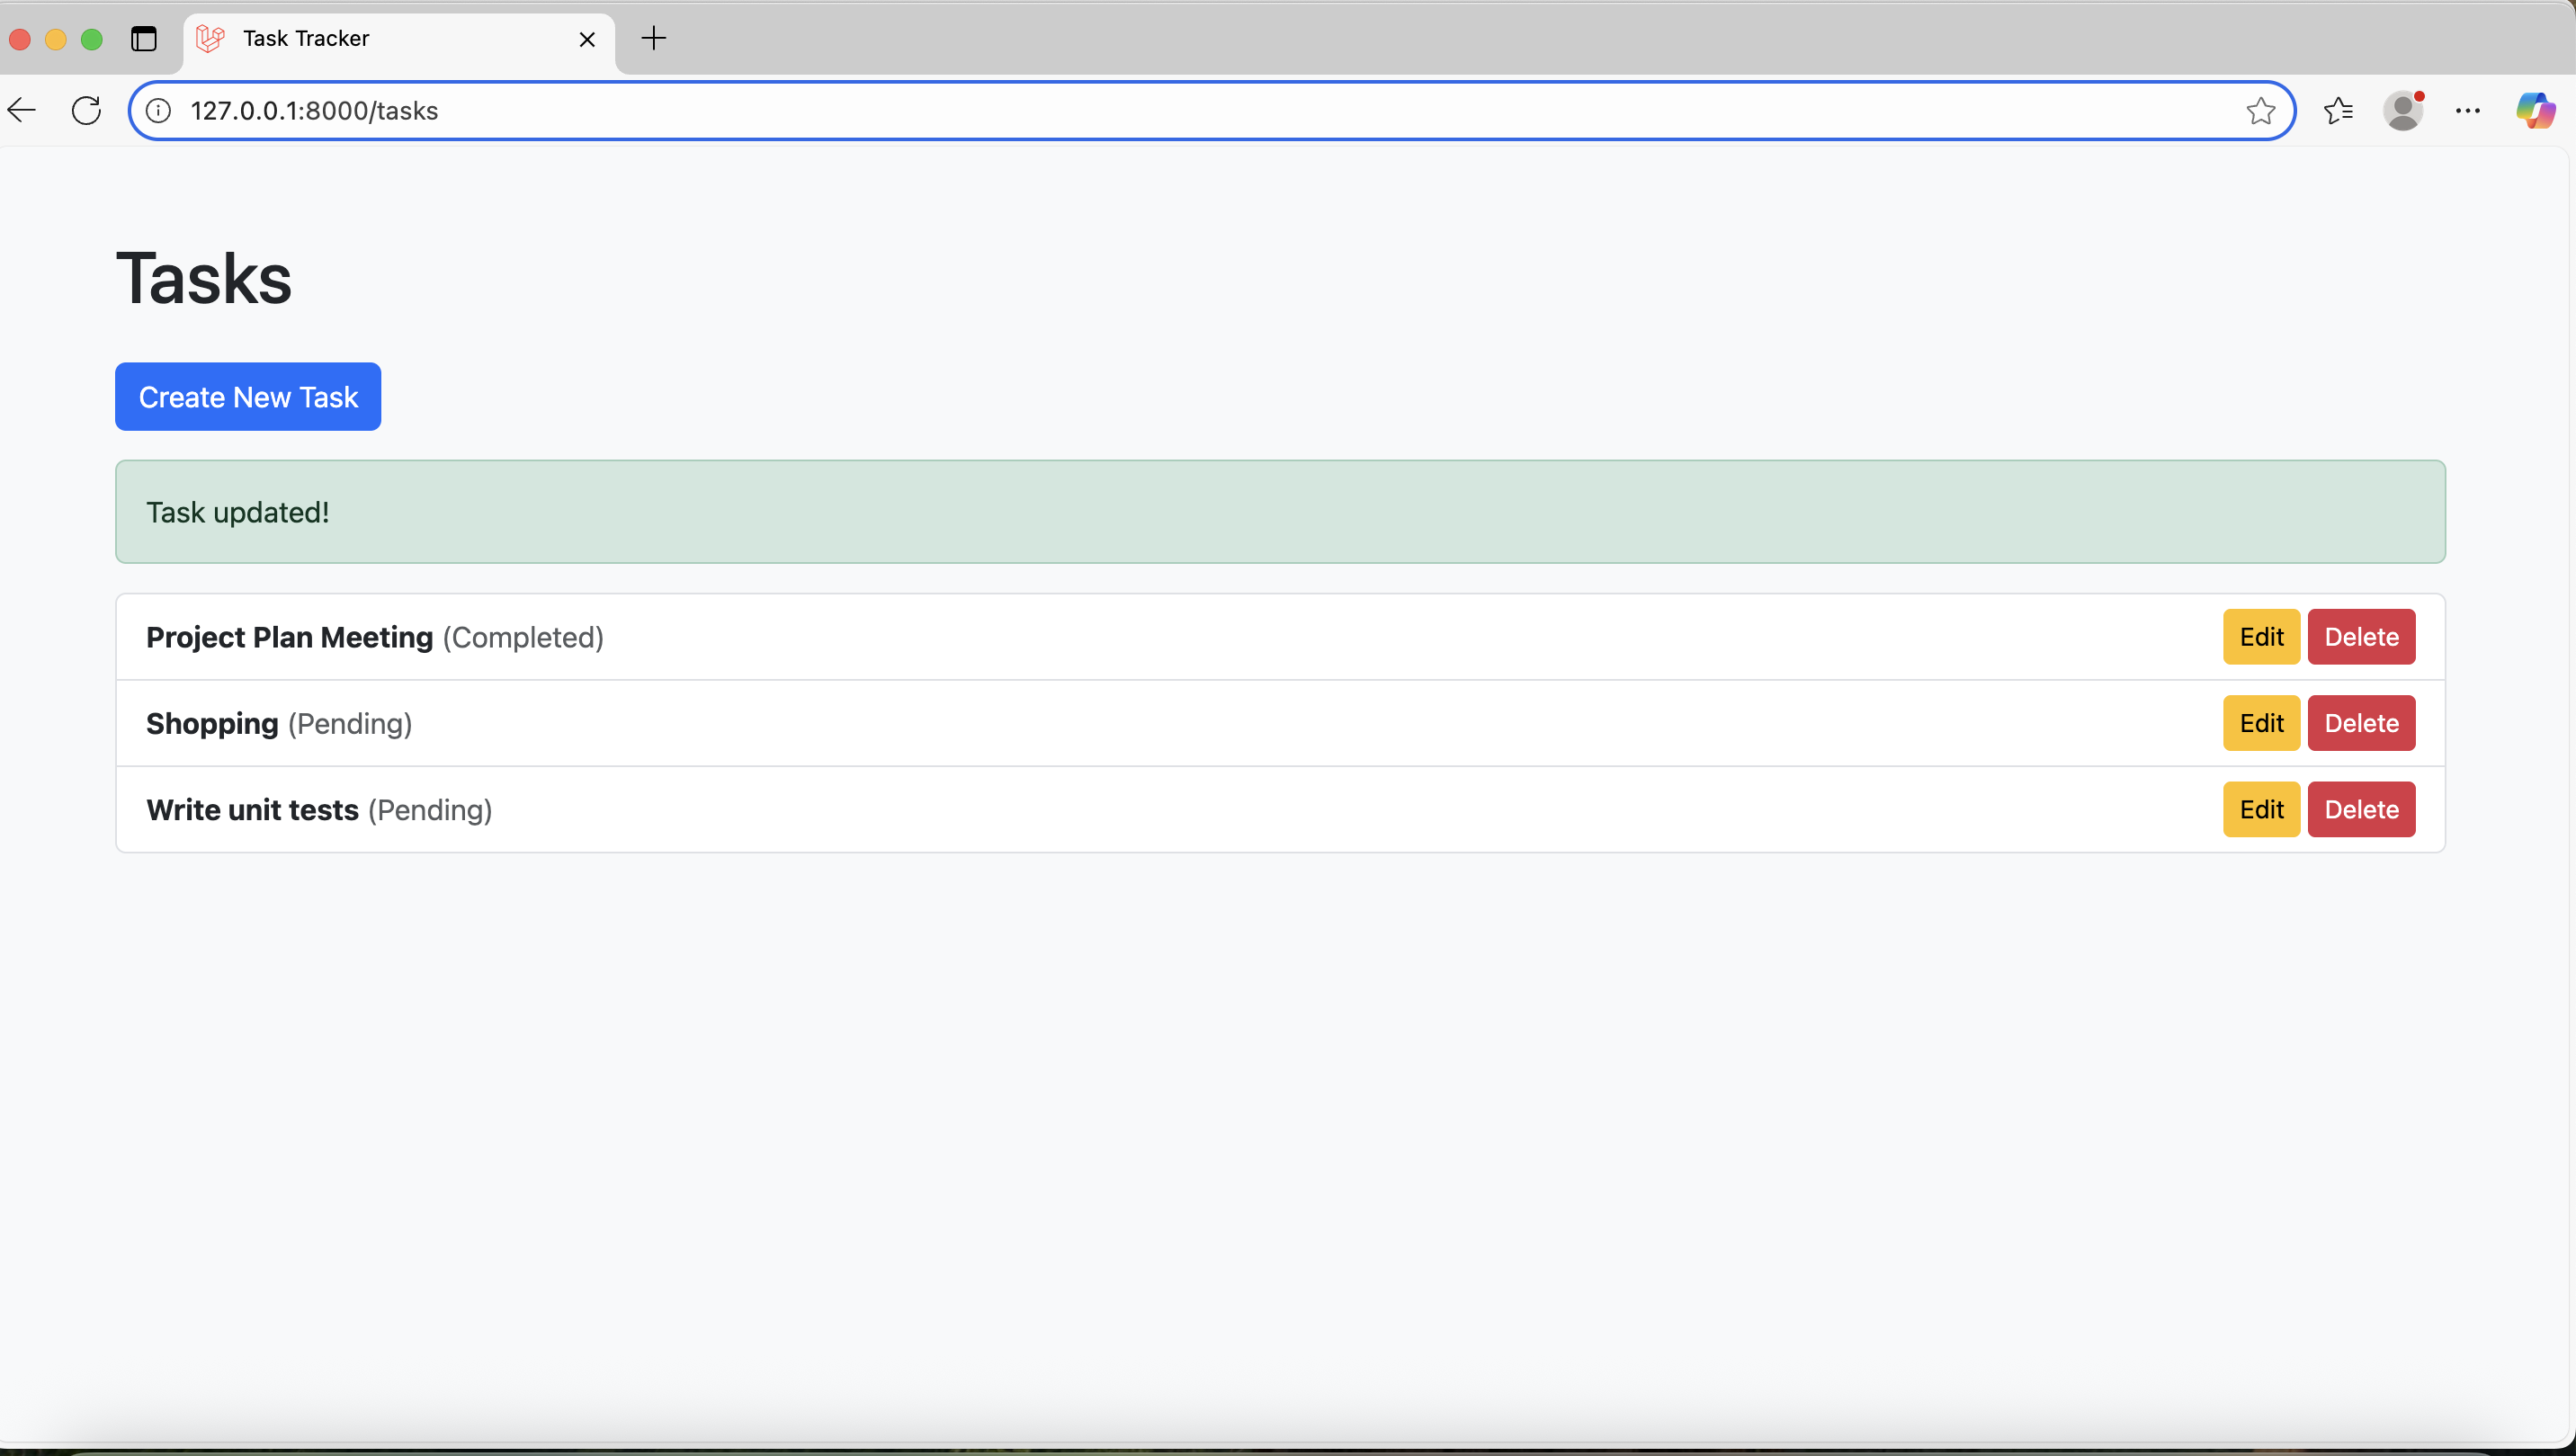 Task Tracker
127.0.0.1:8000/tasks
Tasks
Create New Task
Task updated!
Project Plan Meeting (Completed) Edit Delete
Shopping (Pending) Edit Delete
Write unit tests (Pending) Edit Delete